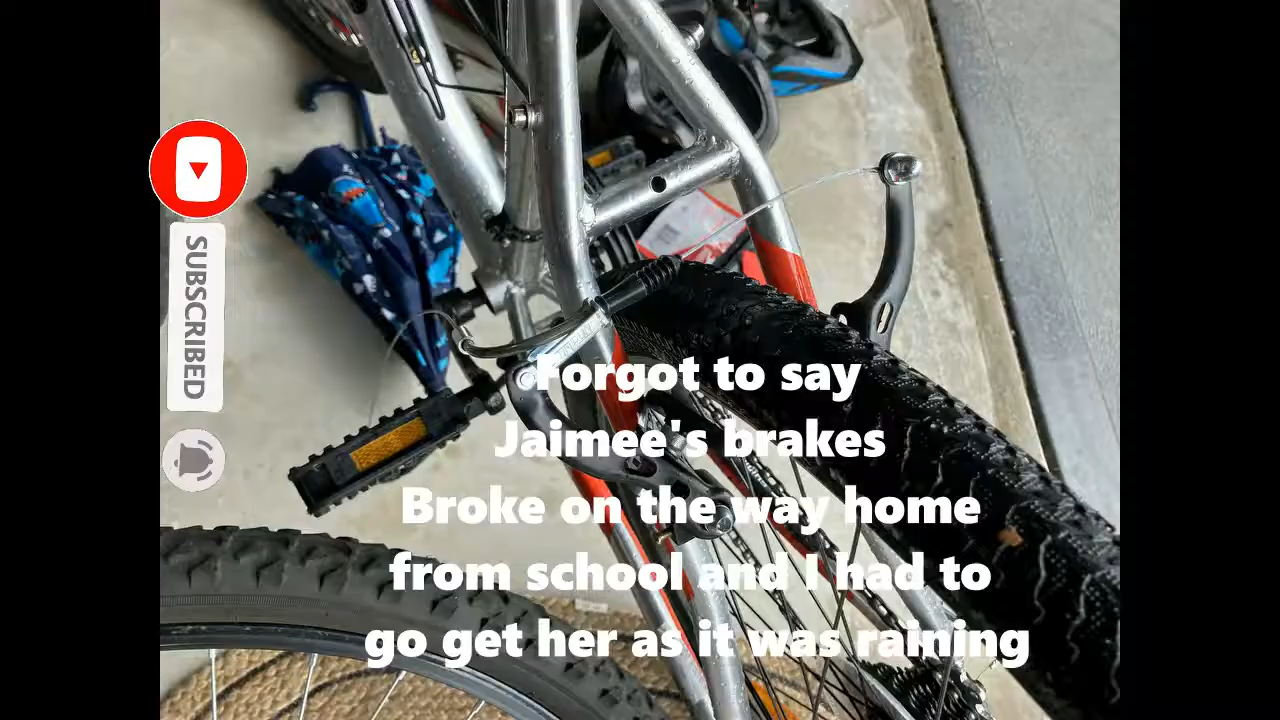 SUBSCRIBED
Forgot to say
Jaimee's brakes
Broke on the way home
from school and I had to
go get her as it was raining